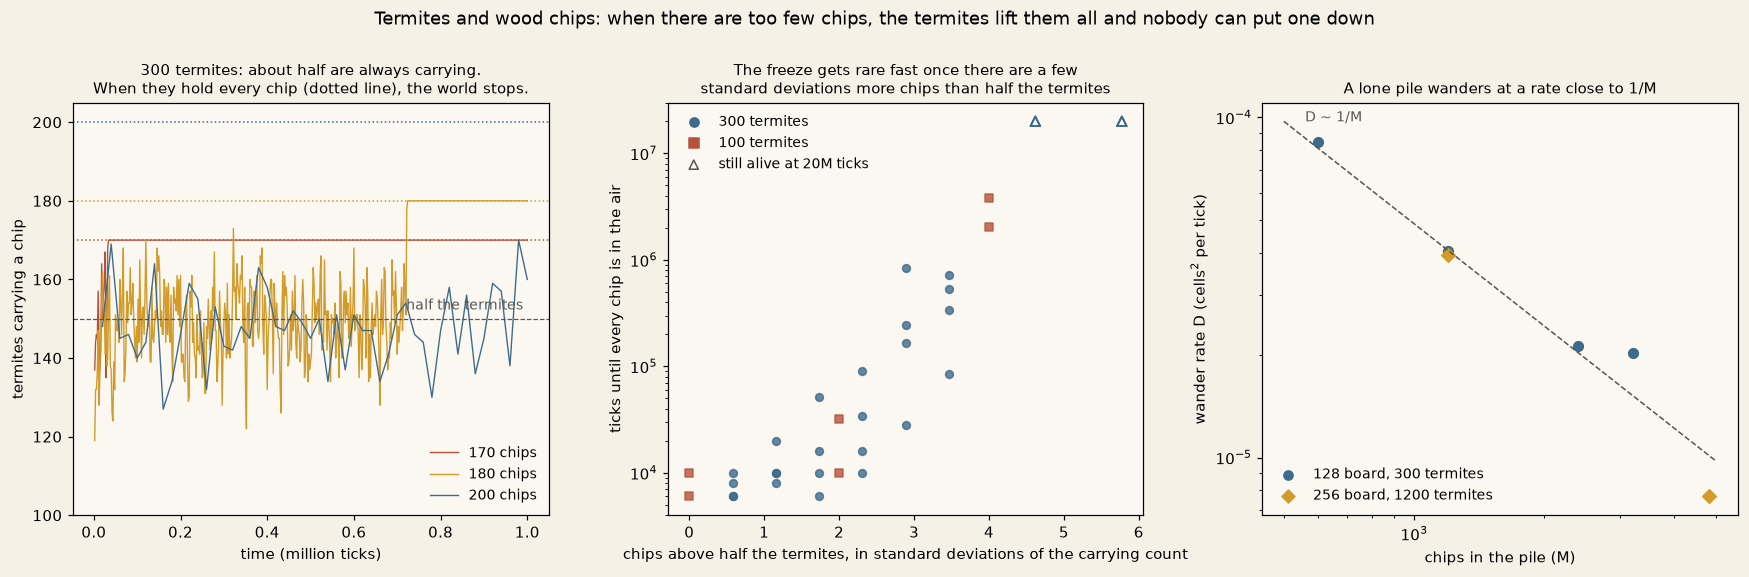 Termites and wood chips: when there are too few chips, the termites lift them all and nobody can put one down
300 termites: about half are always carrying.
When they hold every chip (dotted line), the world stops.
200
180
160
140
120
100
termites carrying a chip
half the termites
170 chips
180 chips
200 chips
0.0 0.2 0.4 0.6 0.8 1.0
time (million ticks)
The freeze gets rare fast once there are a few
standard deviations more chips than half the termites
300 termites
100 termites
still alive at 20M ticks
10⁷
10⁶
10⁵
10⁴
ticks until every chip is in the air
0 1 2 3 4 5 6
chips above half the termites, in standard deviations of the carrying count
A lone pile wanders at a rate close to 1/M
D ~ 1/M
10⁻⁴
10⁻⁵
wander rate D (cells² per tick)
128 board, 300 termites
256 board, 1200 termites
10³
chips in the pile (M)